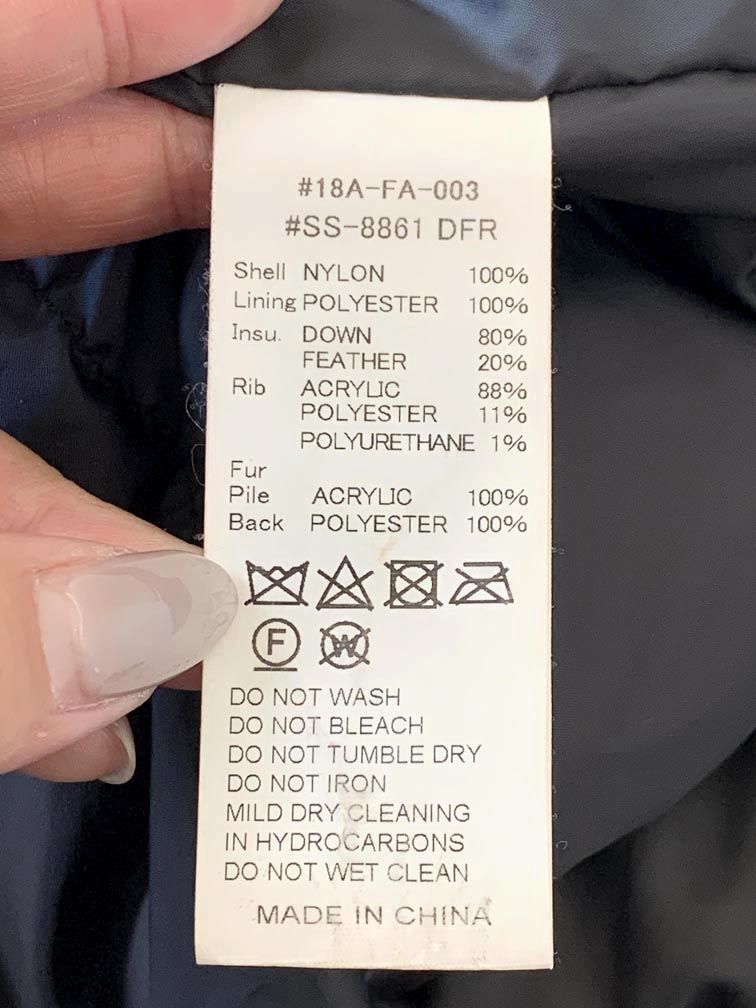 #18A-FA-003
#SS-8861 DFR
Shell NYLON 100%
Lining POLYESTER 100%
Insu. DOWN 80%
FEATHER 20%
Rib ACRYLIC 88%
POLYESTER 11%
POLYURETHANE 1%
Fur
Pile ACRYLIC 100%
Back POLYESTER 100%
F W
DO NOT WASH
DO NOT BLEACH
DO NOT TUMBLE DRY
DO NOT IRON
MILD DRY CLEANING
IN HYDROCARBONS
DO NOT WET CLEAN
MADE IN CHINA